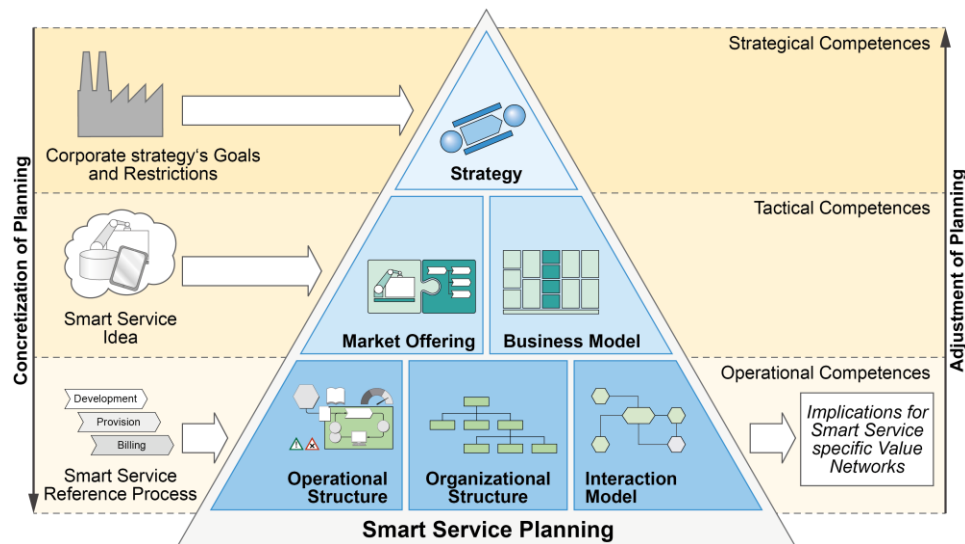 Strategical Competences
Corporate strategy's Goals
and Restrictions
Strategy
Concretization of Planning
Adjustment of Planning
Tactical Competences
Smart Service
Idea
Market Offering
Business Model
Operational Competences
Development
Provision
Billing
Smart Service
Reference Process
Operational
Structure
Organizational
Structure
Interaction
Model
Implications for
Smart Service
specific Value
Networks
Smart Service Planning